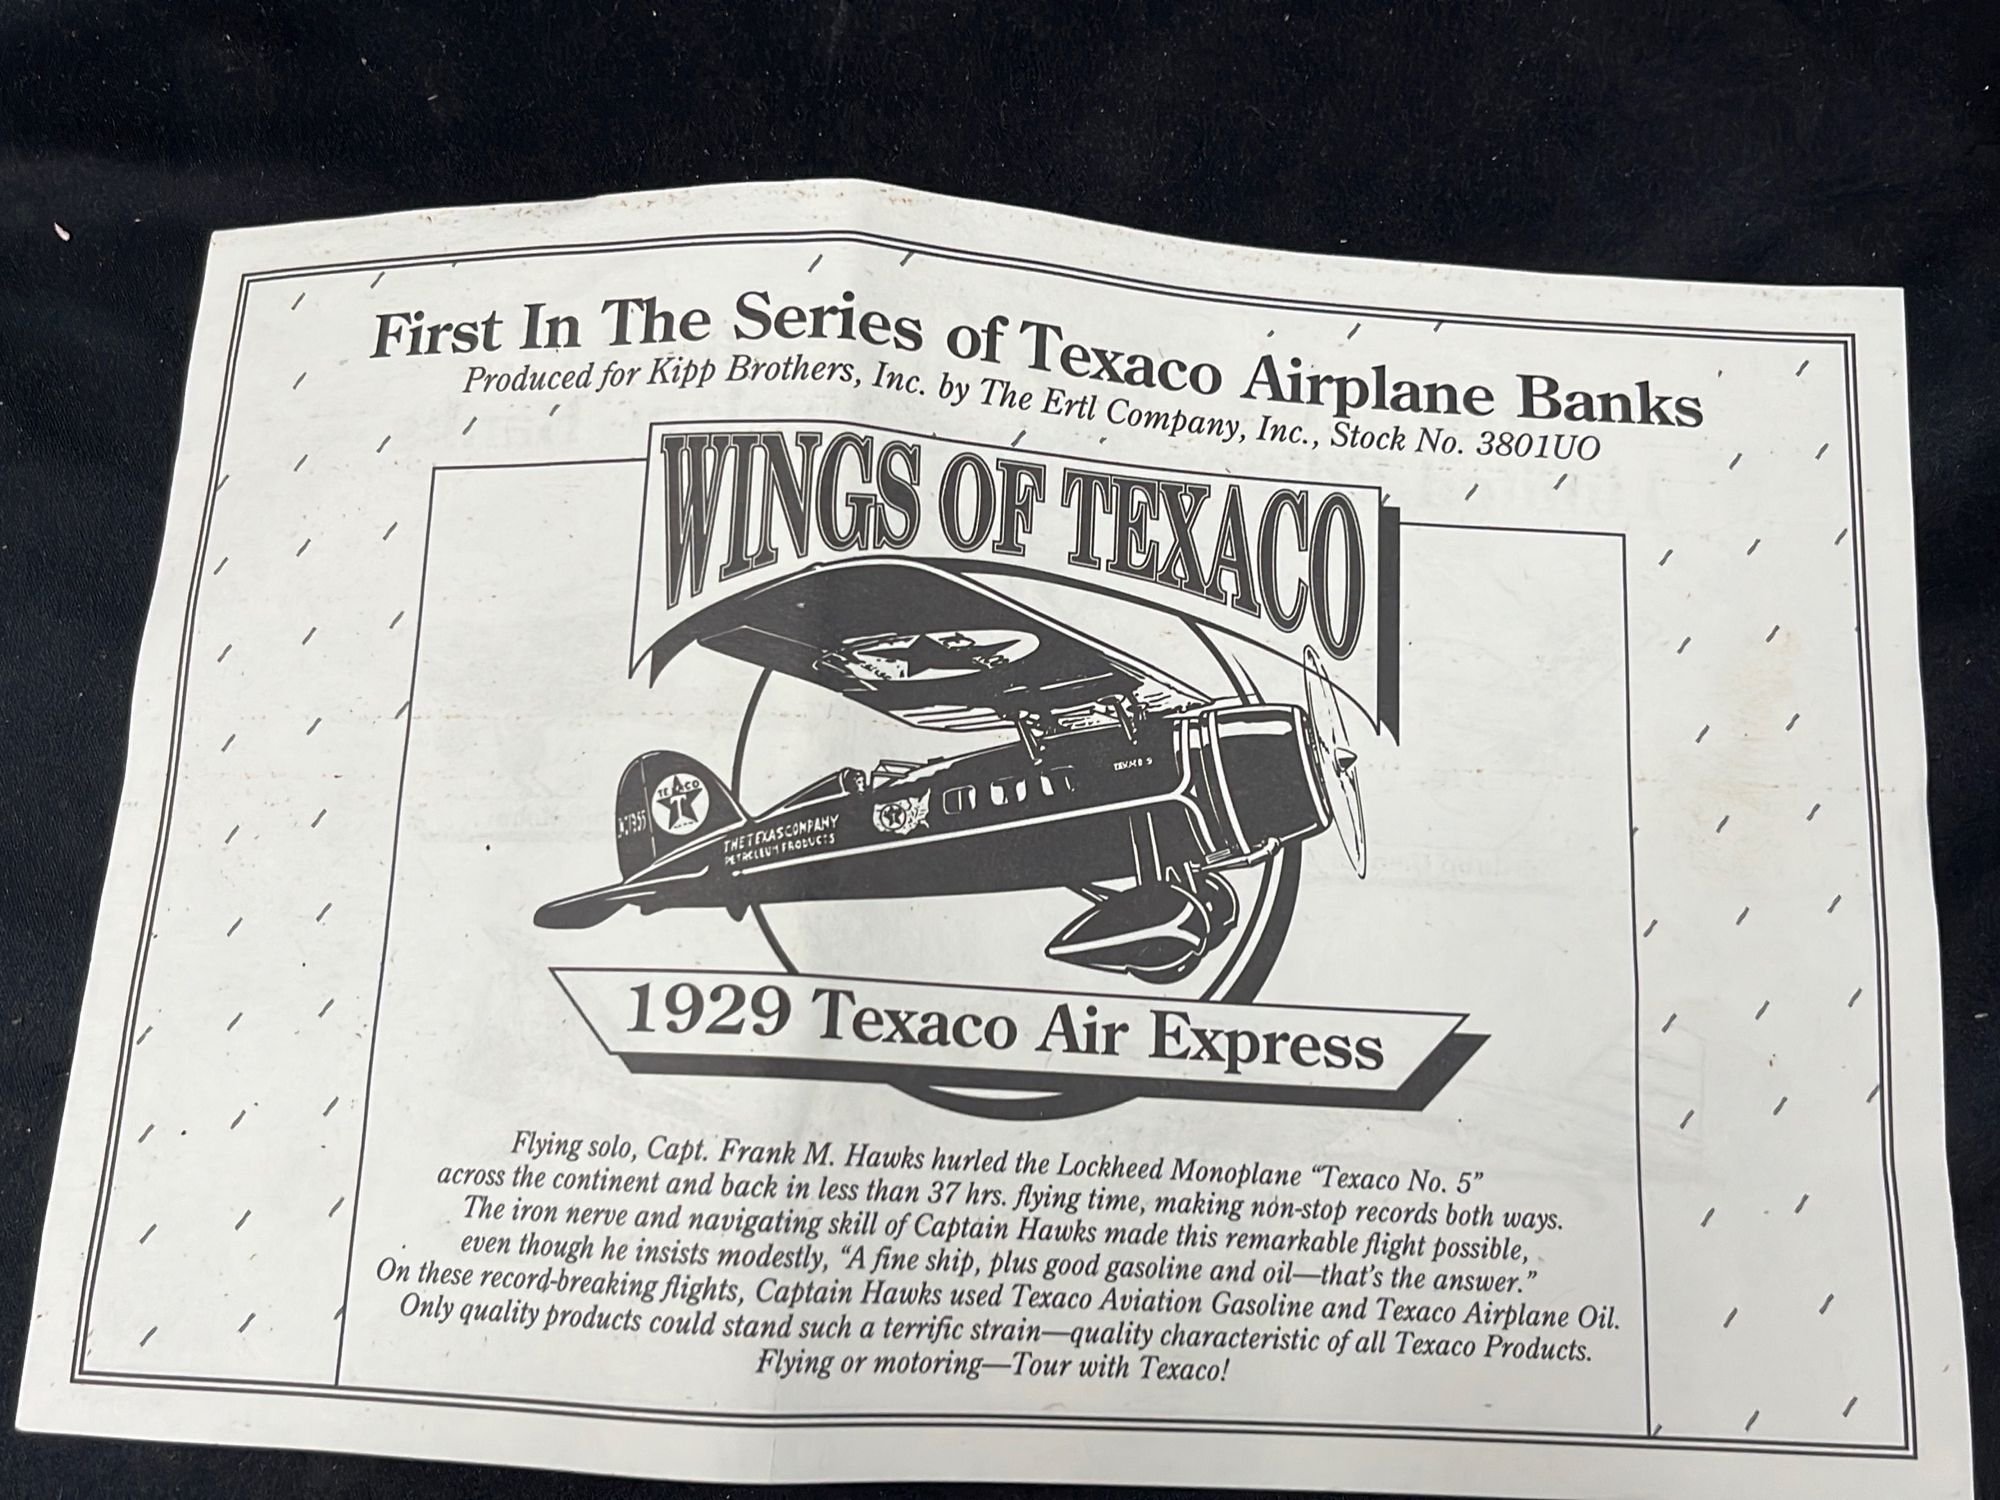 First In The Series of Texaco Airplane Banks
Produced for Kipp Brothers, Inc. by The Ertl Company, Inc., Stock No. 3801UO
WINGS OF TEXACO
TEXACO
T
THE TEXAS COMPANY
PETROLEUM PRODUCTS
T
1929 Texaco Air Express
Flying solo, Capt. Frank M. Hawks hurled the Lockheed Monoplane “Texaco No. 5”
across the continent and back in less than 37 hrs. flying time, making non-stop records both ways.
The iron nerve and navigating skill of Captain Hawks made this remarkable flight possible,
even though he insists modestly, “A fine ship, plus good gasoline and oil—that's the answer.”
On these record-breaking flights, Captain Hawks used Texaco Aviation Gasoline and Texaco Airplane Oil.
Only quality products could stand such a terrific strain—quality characteristic of all Texaco Products.
Flying or motoring—Tour with Texaco!